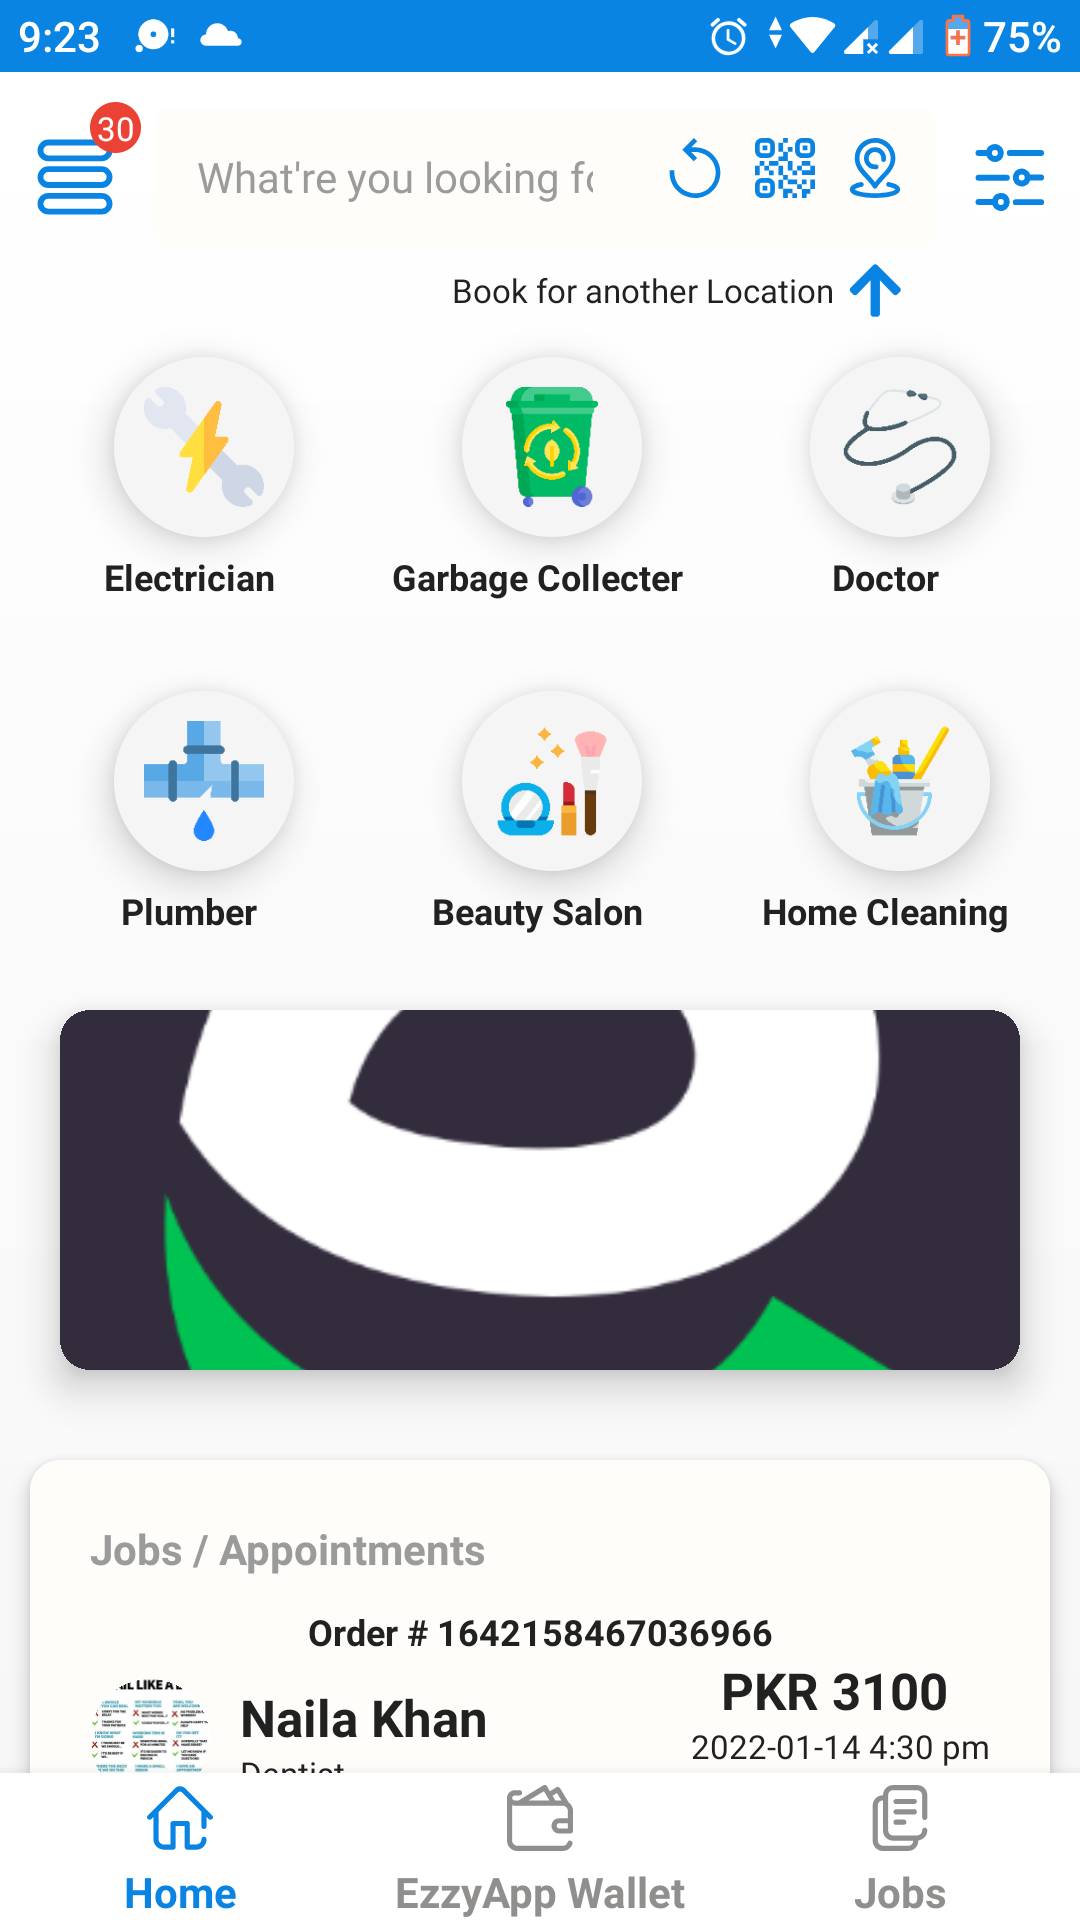 9:23
75%
30
What're you looking fo
Book for another Location
Electrician
Garbage Collecter
Doctor
Plumber
Beauty Salon
Home Cleaning
Jobs / Appointments
Order # 1642158467036966
PKR 3100
Naila Khan
2022-01-14 4:30 pm
Dentist
Home
EzzyApp Wallet
Jobs